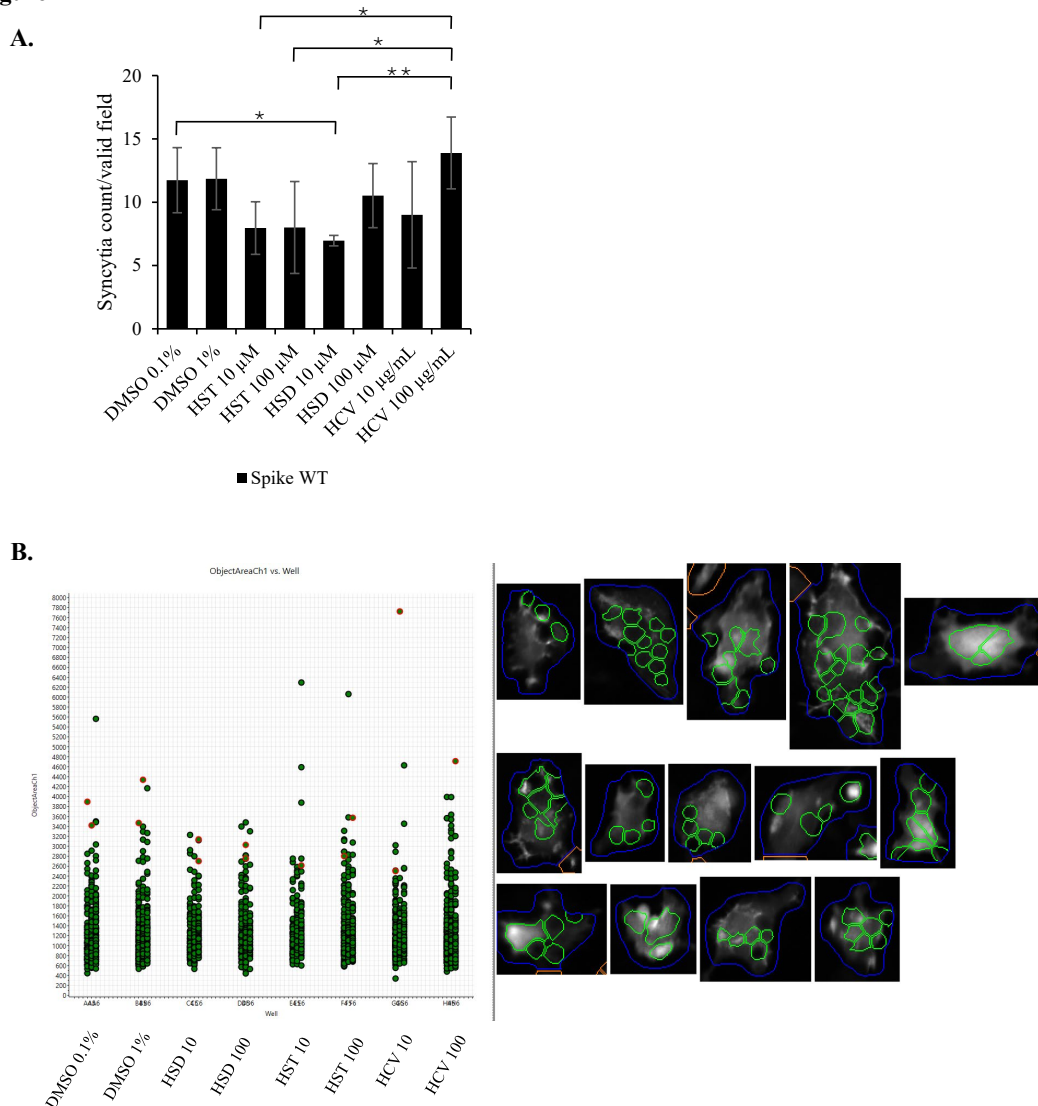 A.
*
*
**
*
20
15
10
5
0
Syncytia count/valid field
DMSO 0.1%
DMSO 1%
HST 10 µM
HST 100 µM
HSD 10 µM
HSD 100 µM
HCV 10 µg/mL
HCV 100 µg/mL
Spike WT
B.
ObjectAreaCh1 vs. Well
8000
7800
7600
7400
7200
7000
6800
6600
6400
6200
6000
5800
5600
5400
5200
5000
4800
4600
4400
4200
4000
3800
3600
3400
3200
3000
2800
2600
2400
2200
2000
1800
1600
1400
1200
1000
800
600
400
200
0
ObjectAreaCh1
Well
DMSO 0.1%
DMSO 1%
HSD 10
HSD 100
HST 10
HST 100
HCV 10
HCV 100